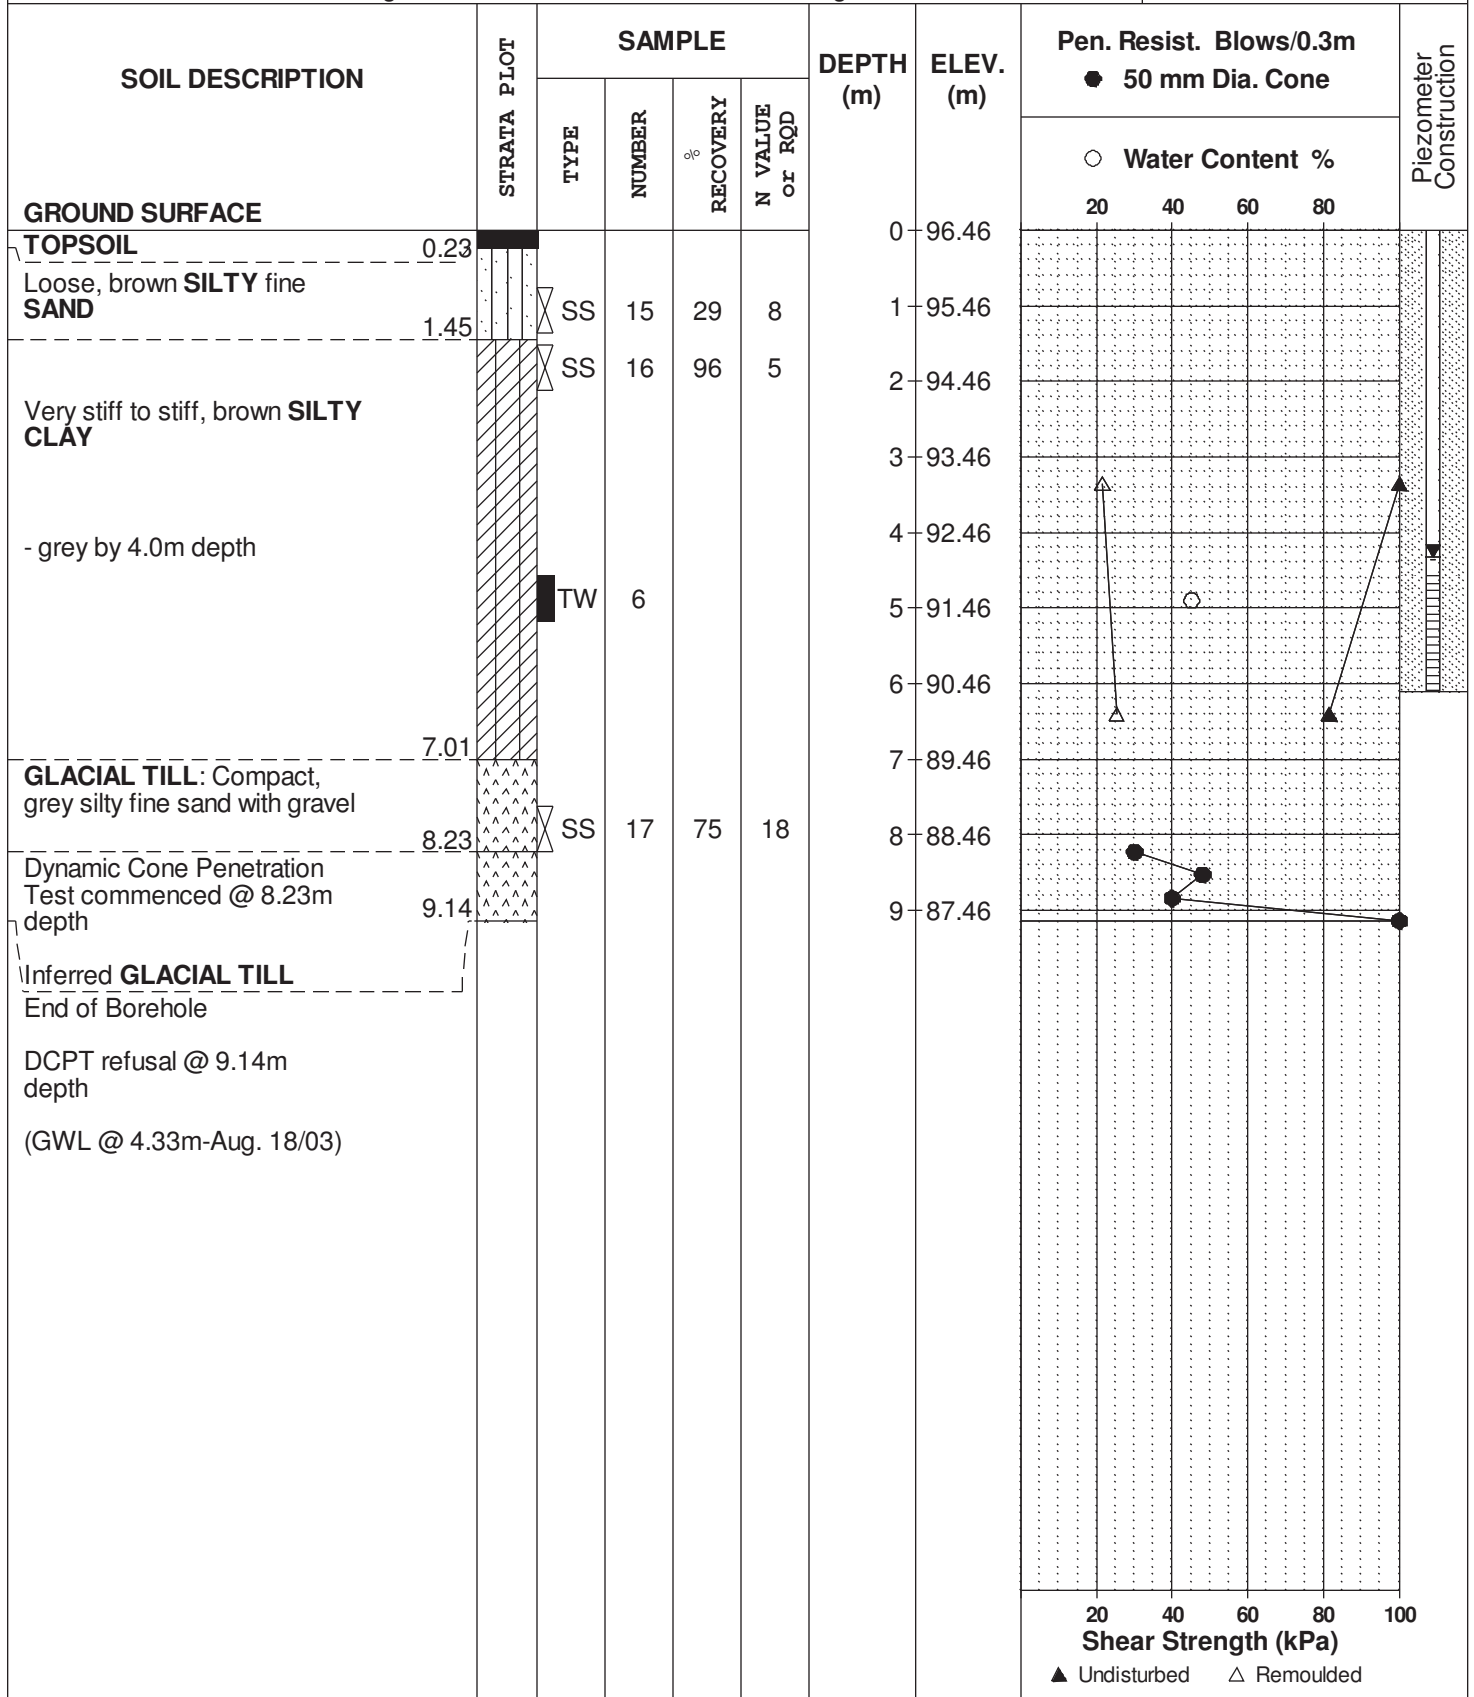 SOIL DESCRIPTION
STRATA PLOT
SAMPLE
TYPE
NUMBER
% RECOVERY
N VALUE or RQD
DEPTH (m)
ELEV. (m)
Pen. Resist. Blows/0.3m
● 50 mm Dia. Cone
○ Water Content %
Piezometer Construction
20 40 60 80
GROUND SURFACE
0 96.46
TOPSOIL 0.23
Loose, brown SILTY fine
SAND
1.45
SS 15 29 8
1 95.46
SS 16 96 5
2 94.46
Very stiff to stiff, brown SILTY
CLAY
3 93.46
4 92.46
- grey by 4.0m depth
TW 6
5 91.46
6 90.46
7.01
7 89.46
GLACIAL TILL: Compact,
grey silty fine sand with gravel
8.23
SS 17 75 18
8 88.46
Dynamic Cone Penetration
Test commenced @ 8.23m
depth
9.14
9 87.46
Inferred GLACIAL TILL
End of Borehole
DCPT refusal @ 9.14m
depth
(GWL @ 4.33m-Aug. 18/03)
20 40 60 80 100
Shear Strength (kPa)
▲ Undisturbed △ Remoulded